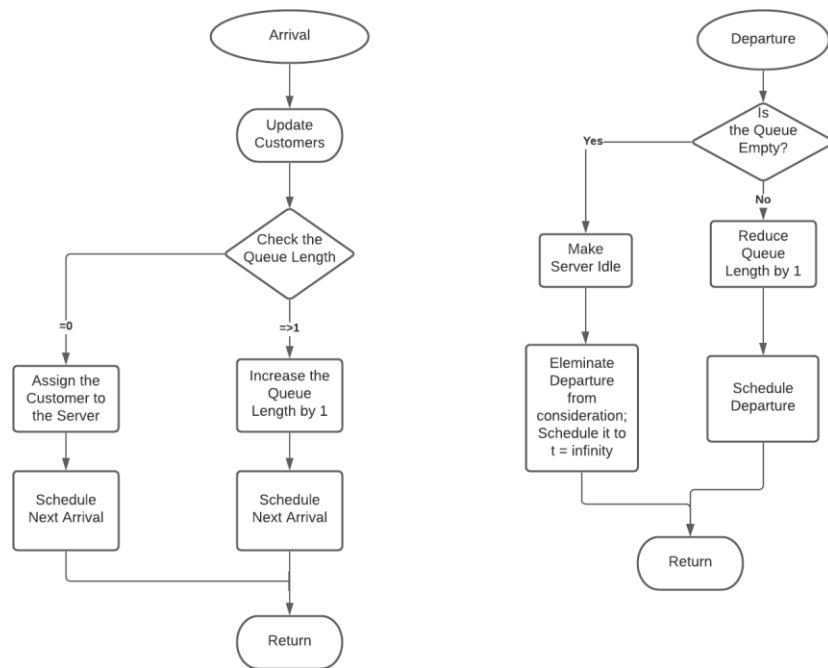 Arrival
Update
Customers
Check the
Queue Length
=0
=>1
Assign the
Customer to
the Server
Increase the
Queue
Length by 1
Schedule
Next Arrival
Schedule
Next Arrival
Return
Departure
Is
the Queue
Empty?
Yes
No
Make
Server Idle
Reduce
Queue
Length by 1
Eleminate
Departure
from
consideration;
Schedule it to
t = infinity
Schedule
Departure
Return